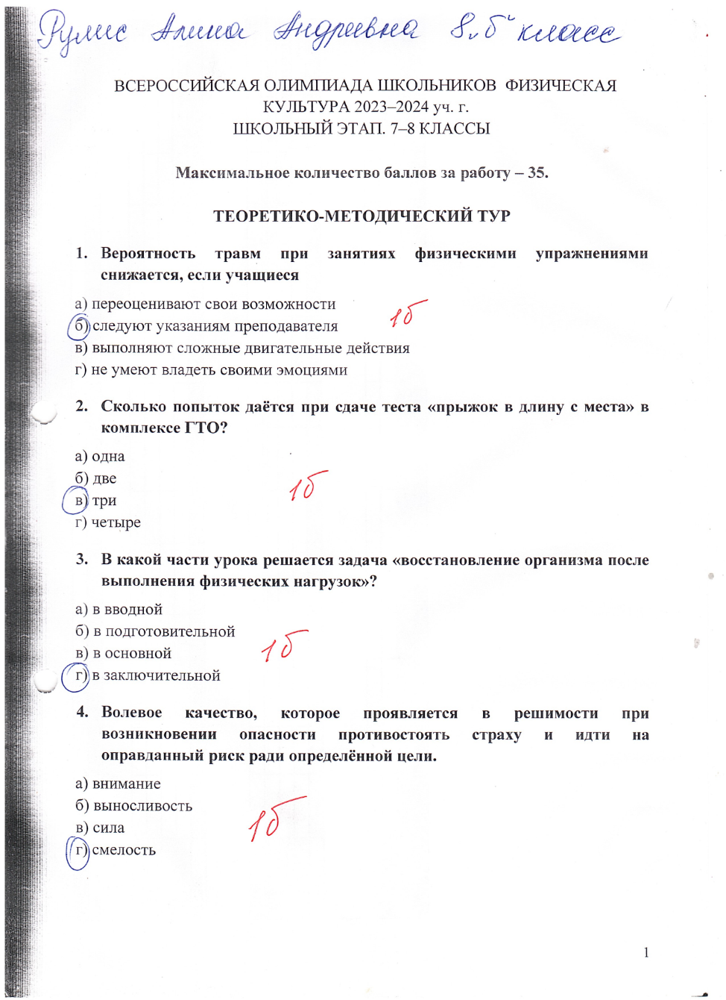 Рулис Алина Андреевна 8 „б" класс
ВСЕРОССИЙСКАЯ ОЛИМПИАДА ШКОЛЬНИКОВ ФИЗИЧЕСКАЯ
КУЛЬТУРА 2023–2024 уч. г.
ШКОЛЬНЫЙ ЭТАП. 7–8 КЛАССЫ
Максимальное количество баллов за работу – 35.
ТЕОРЕТИКО-МЕТОДИЧЕСКИЙ ТУР
1. Вероятность травм при занятиях физическими упражнениями
снижается, если учащиеся
а) переоценивают свои возможности
б) следуют указаниям преподавателя
1б
в) выполняют сложные двигательные действия
г) не умеют владеть своими эмоциями
2. Сколько попыток даётся при сдаче теста «прыжок в длину с места» в
комплексе ГТО?
а) одна
б) две
1б
в) три
г) четыре
3. В какой части урока решается задача «восстановление организма после
выполнения физических нагрузок»?
а) в вводной
б) в подготовительной
1б
в) в основной
г) в заключительной
4. Волевое качество, которое проявляется в решимости при
возникновении опасности противостоять страху и идти на
оправданный риск ради определённой цели.
а) внимание
б) выносливость
1б
в) сила
г) смелость
1